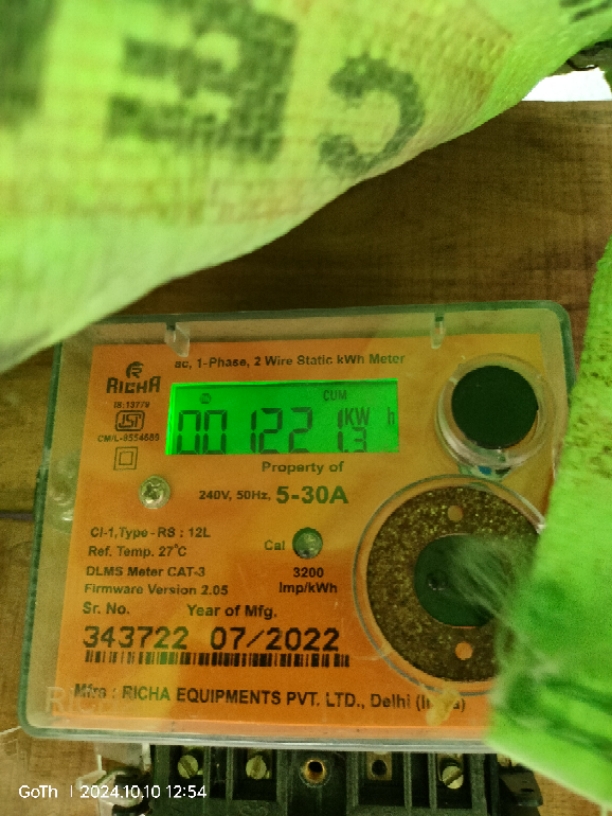 ac, 1-Phase, 2 Wire Static kWh Meter
RICHA
IS:13779
ISI
CM/L-8554689
CUM
001221.3 KW h
Property of
240V, 50Hz, 5-30A
Cl-1, Type - RS : 12L
Ref. Temp. 27°C
DLMS Meter CAT-3
Firmware Version 2.05
Cal
3200
Imp/kWh
Sr. No. Year of Mfg.
343722 07/2022
Mfrs : RICHA EQUIPMENTS PVT. LTD., Delhi
GoTh | 2024.10.10 12:54